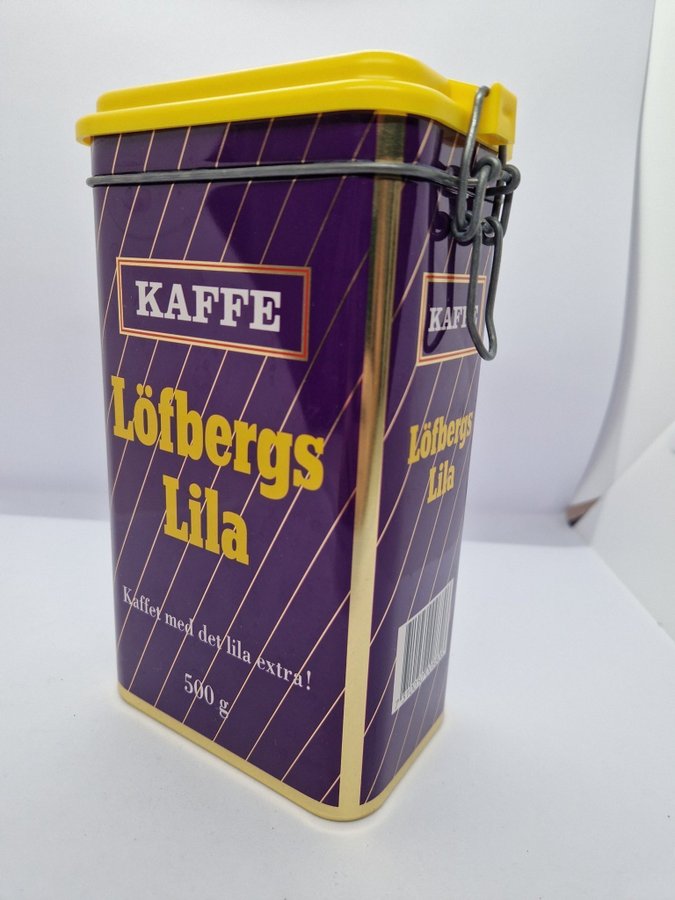 KAFFE
Löfbergs
Lila
Kaffet med det lila extra!
500 g
KAFFE
Löfbergs
Lila